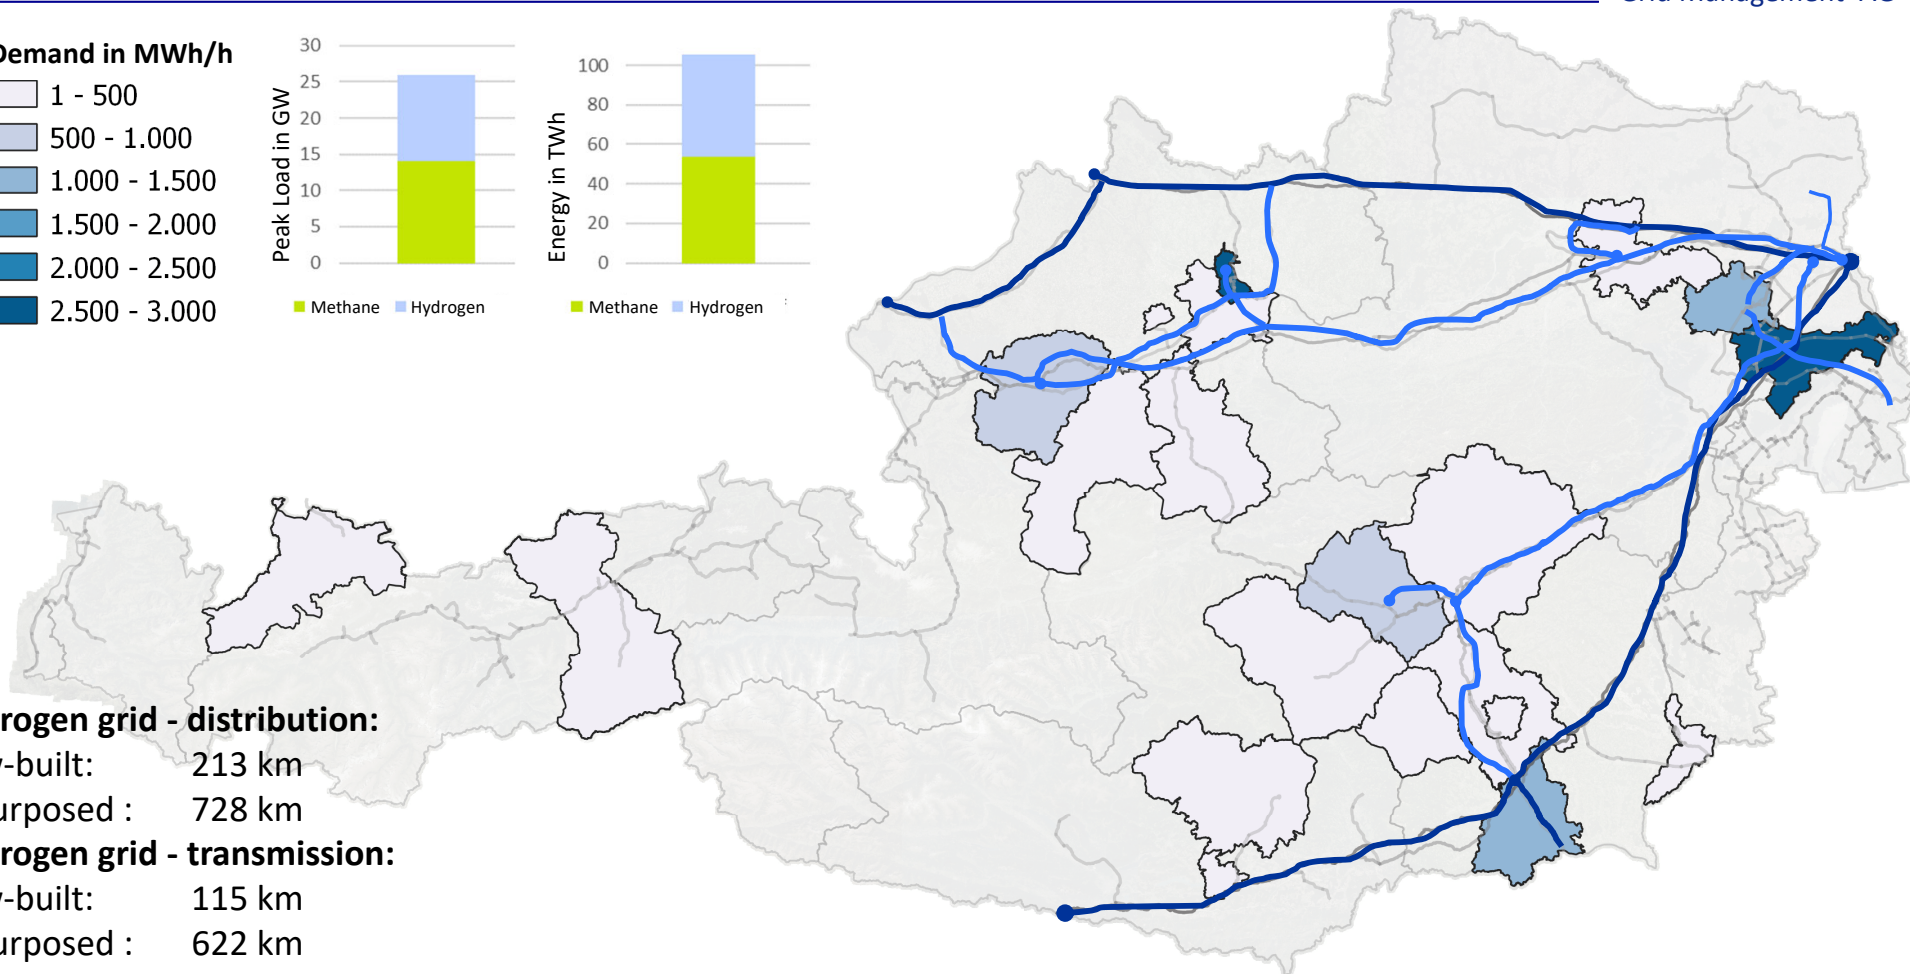 Demand in MWh/h
1 - 500
500 - 1.000
1.000 - 1.500
1.500 - 2.000
2.000 - 2.500
2.500 - 3.000
Peak Load in GW
30
25
20
15
10
5
0
Methane Hydrogen
Energy in TWh
100
80
60
40
20
0
Methane Hydrogen
rogen grid - distribution:
-built: 213 km
urposed : 728 km
rogen grid - transmission:
-built: 115 km
urposed : 622 km